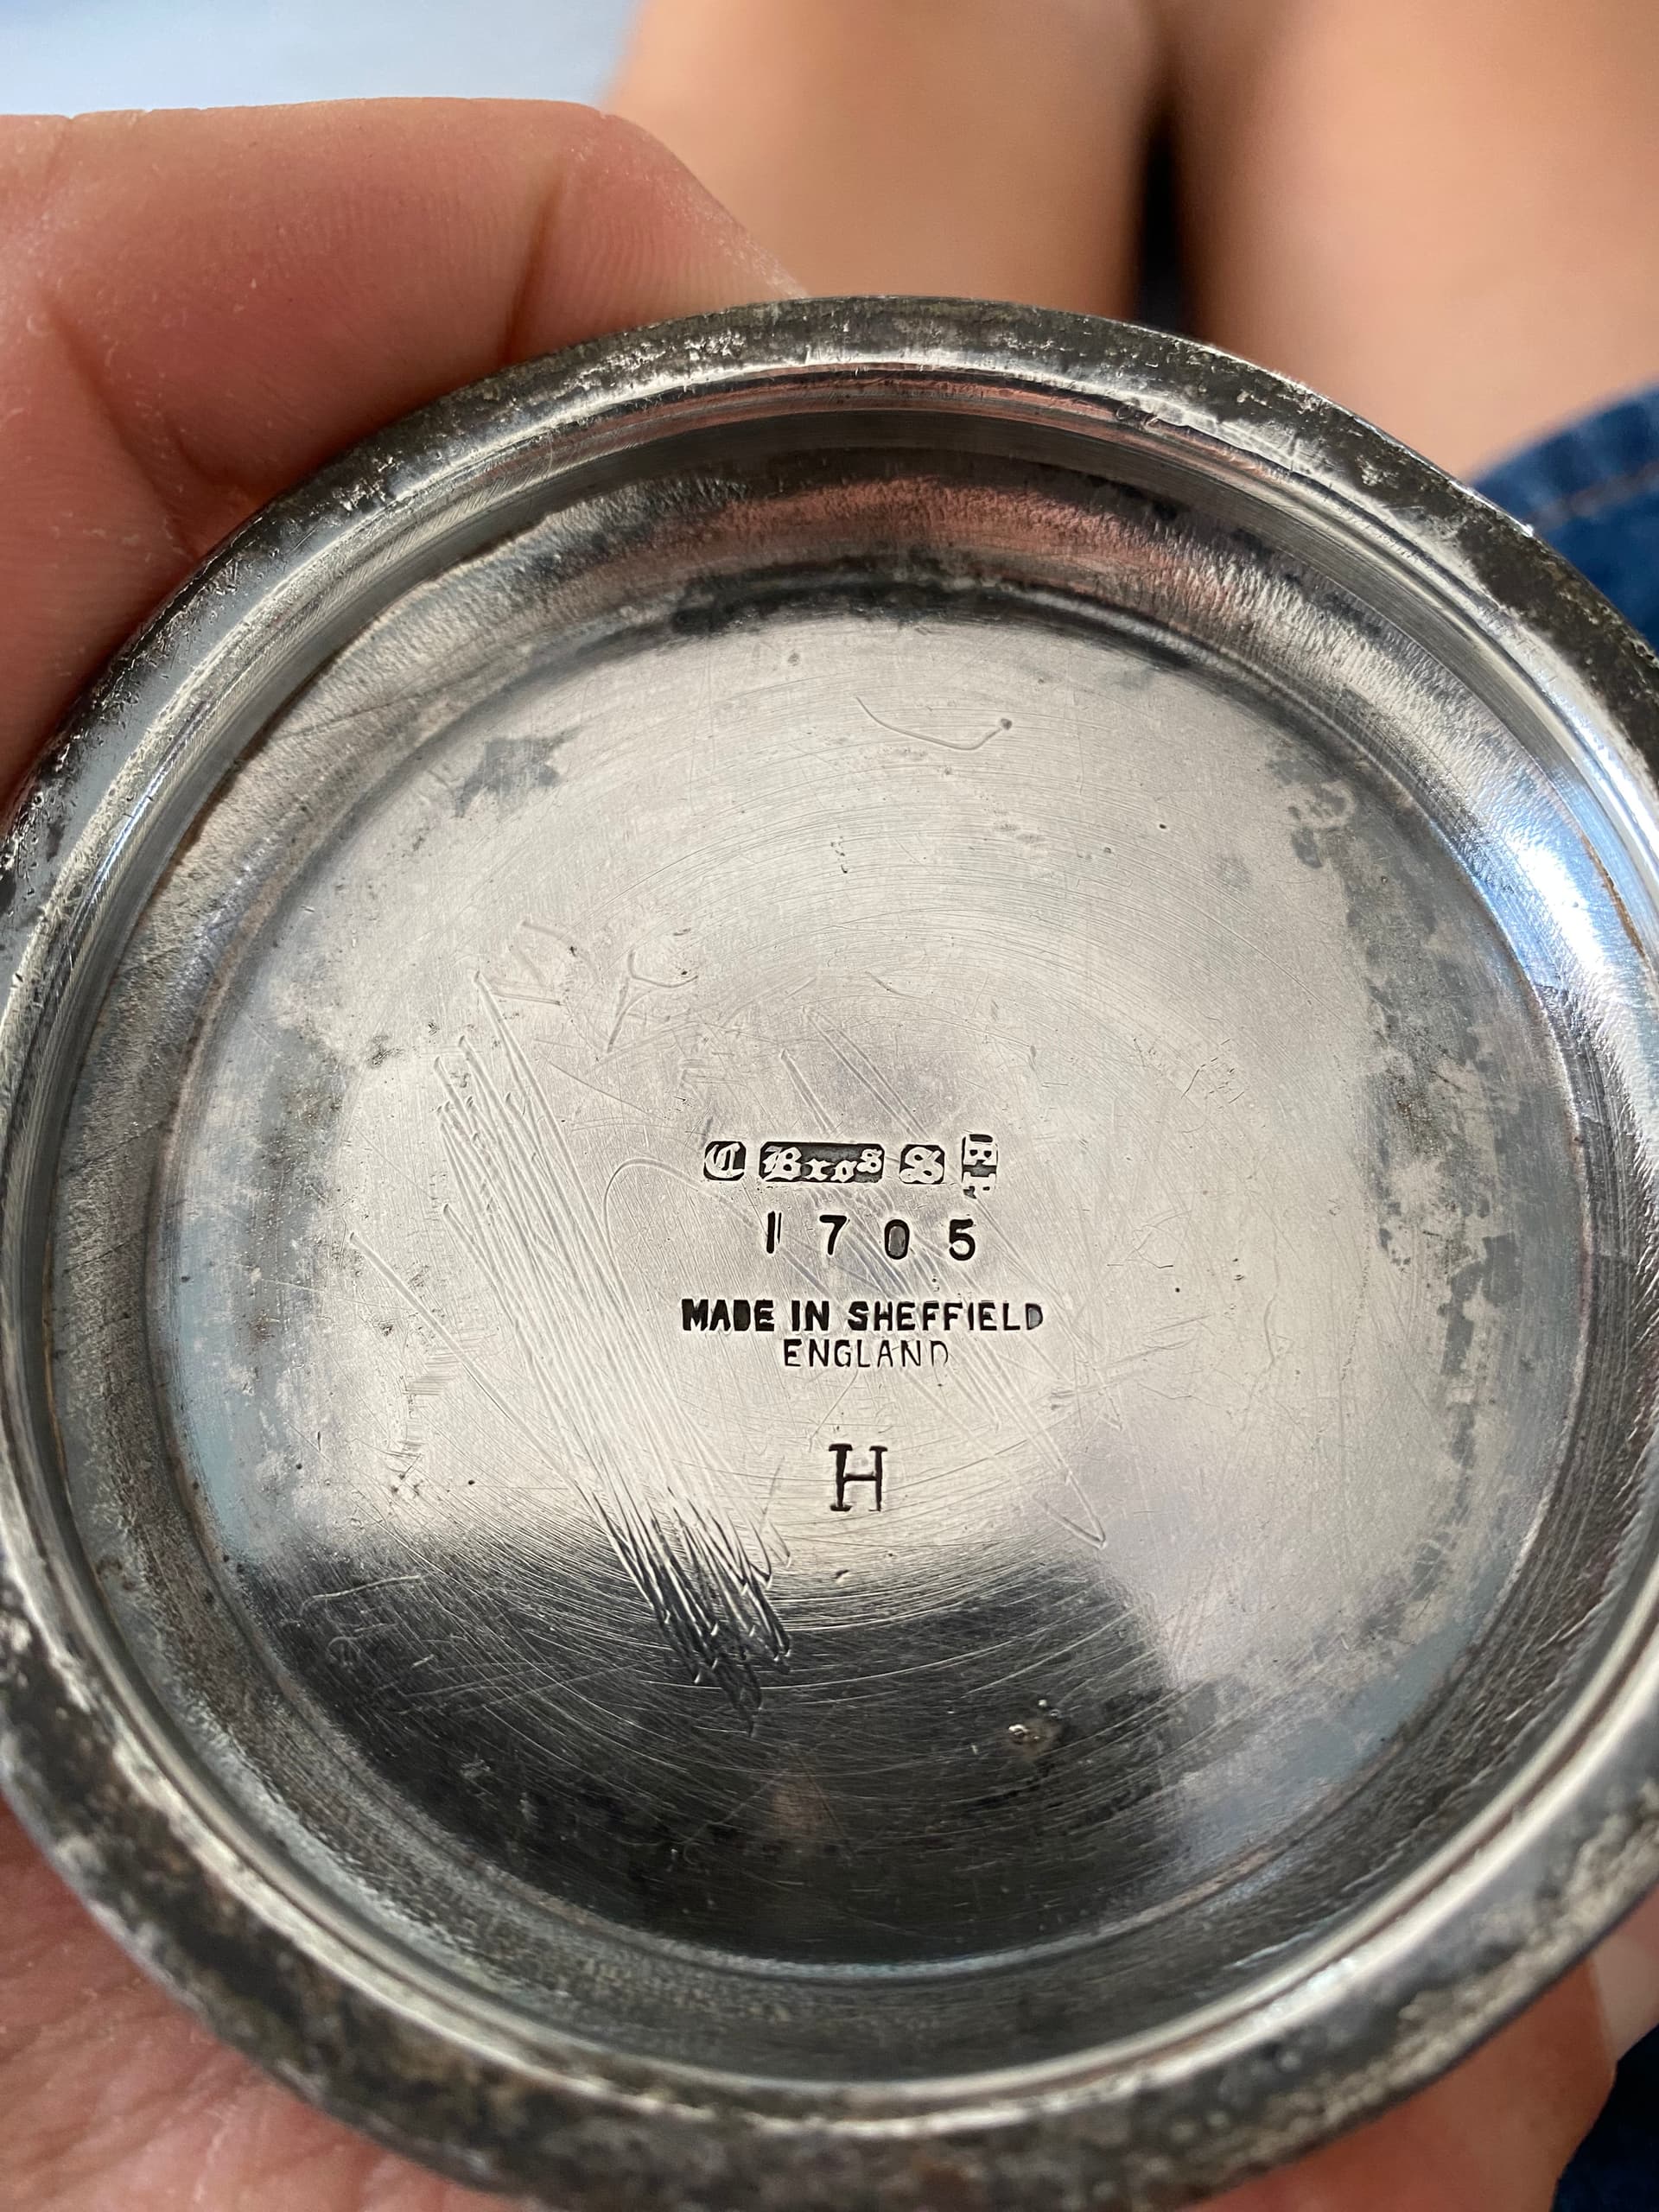 C Bros S EP
1705
MADE IN SHEFFIELD
ENGLAND
H